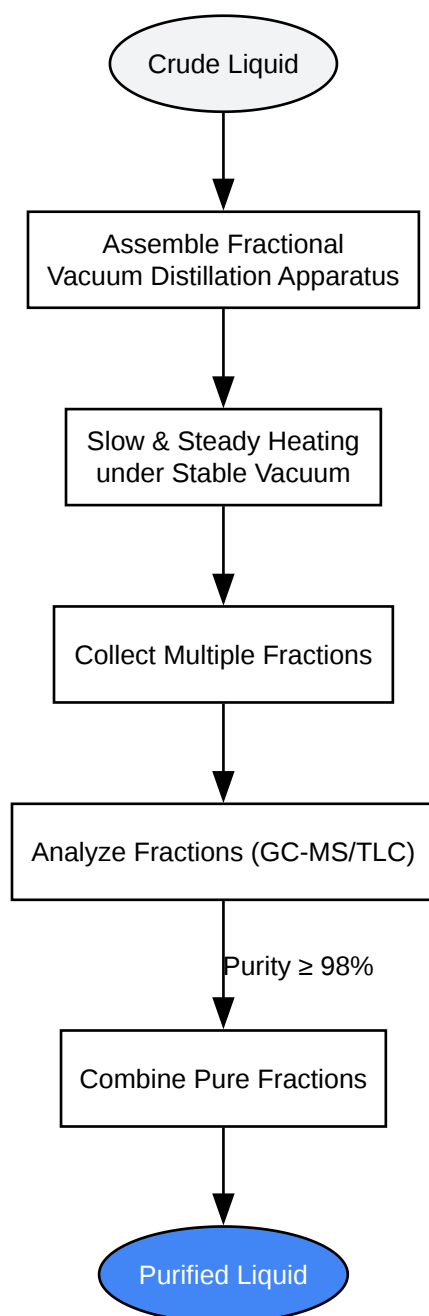 Crude Liquid
Assemble Fractional
Vacuum Distillation Apparatus
Slow & Steady Heating
under Stable Vacuum
Collect Multiple Fractions
Analyze Fractions (GC-MS/TLC)
Purity ≥ 98%
Combine Pure Fractions
Purified Liquid